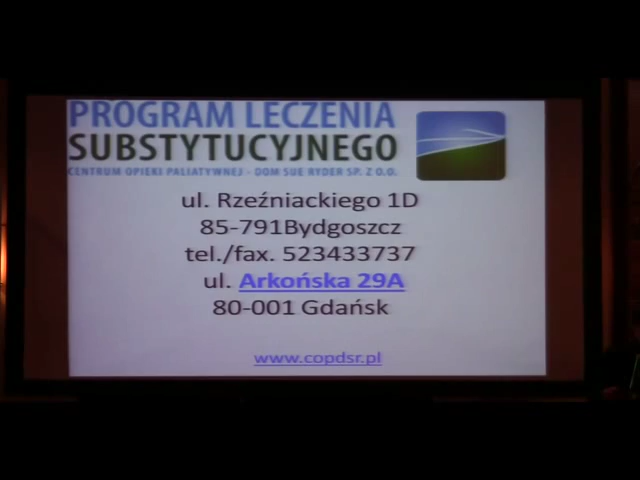 PROGRAM LECZENIA
SUBSTYTUCYJNEGO
CENTRUM OPIEKI PALIATYWNEJ - DOM SUE RYDER SP. Z O.O.
ul. Rzeźniackiego 1D
85-791Bydgoszcz
tel./fax. 523433737
ul. Arkońska 29A
80-001 Gdańsk
www.copdsr.pl